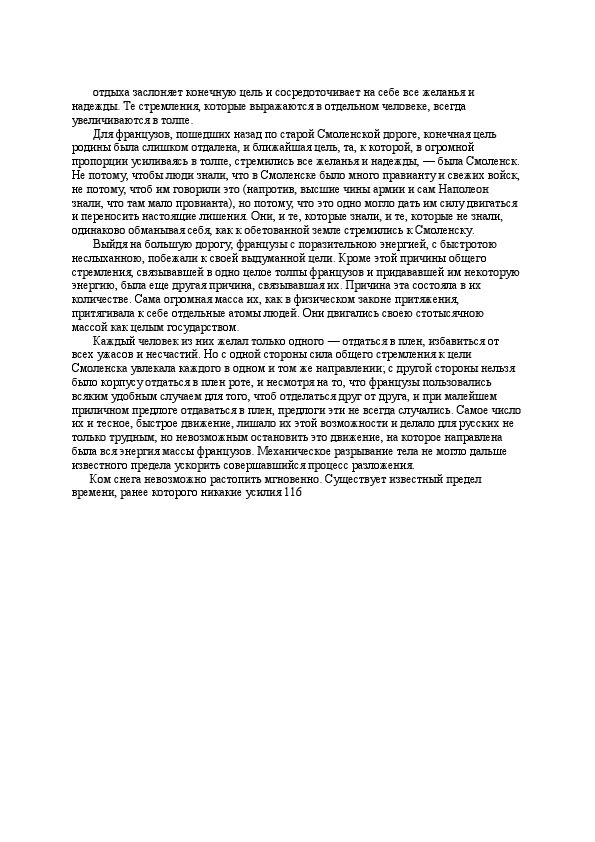 отдыха заслоняет конечную цель и сосредоточивает на себе все желанья и
надежды. Те стремления, которые выражаются в отдельном человеке, всегда
увеличиваются в толпе.
Для французов, пошедших назад по старой Смоленской дороге, конечная цель
родины была слишком отдалена, и ближайшая цель, та, к которой, в огромной
пропорции усиливаясь в толпе, стремились все желанья и надежды, — была Смоленск.
Не потому, чтобы люди знали, что в Смоленске было много правианту и свежих войск,
не потому, чтоб им говорили это (напротив, высшие чины армии и сам Наполеон
знали, что там мало провианта), но потому, что это одно могло дать им силу двигаться
и переносить настоящие лишения. Они, и те, которые знали, и те, которые не знали,
одинаково обманывая себя, как к обетованной земле стремились к Смоленску.
Выйдя на большую дорогу, французы с поразительною энергией, с быстротою
неслыханною, побежали к своей выдуманной цели. Кроме этой причины общего
стремления, связывавшей в одно целое толпы французов и придававшей им некоторую
энергию, была еще другая причина, связывавшая их. Причина эта состояла в их
количестве. Сама огромная масса их, как в физическом законе притяжения,
притягивала к себе отдельные атомы людей. Они двигались своею стотысячною
массой как целым государством.
Каждый человек из них желал только одного — отдаться в плен, избавиться от
всех ужасов и несчастий. Но с одной стороны сила общего стремления к цели
Смоленска увлекала каждого в одном и том же направлении; с другой стороны нельзя
было корпусу отдаться в плен роте, и несмотря на то, что французы пользовались
всяким удобным случаем для того, чтоб отделаться друг от друга, и при малейшем
приличном предлоге отдаваться в плен, предлоги эти не всегда случались. Самое число
их и тесное, быстрое движение, лишало их этой возможности и делало для русских не
только трудным, но невозможным остановить это движение, на которое направлена
была вся энергия массы французов. Механическое разрывание тела не могло дальше
известного предела ускорить совершавшийся процесс разложения.
Ком снега невозможно растопить мгновенно. Существует известный предел
времени, ранее которого никакие усилия 116